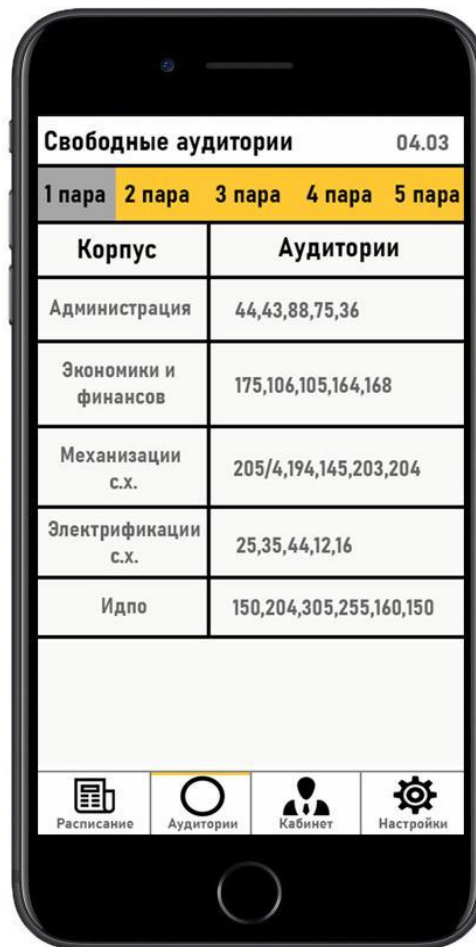 Свободные аудитории 04.03
1 пара 2 пара 3 пара 4 пара 5 пара
Корпус Аудитории
Администрация 44,43,88,75,36
Экономики и
финансов 175,106,105,164,168
Механизации
с.х. 205/4,194,145,203,204
Электрификации
с.х. 25,35,44,12,16
Идпо 150,204,305,255,160,150
Расписание Аудитории Кабинет Настройки